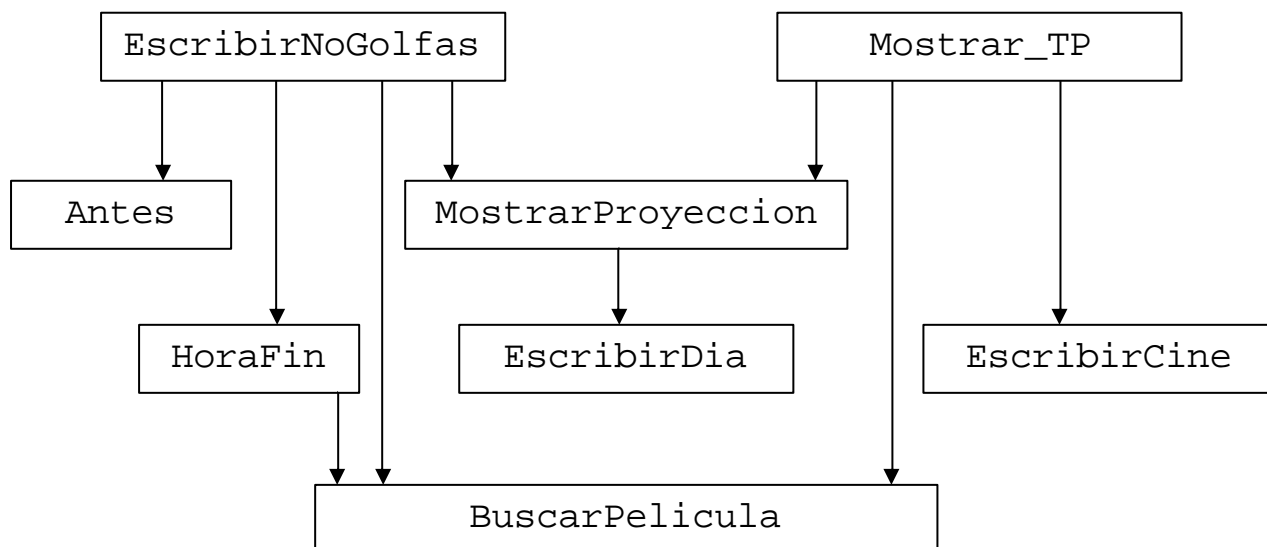 EscribirNoGolfas
Mostrar_TP
Antes
MostrarProyeccion
HoraFin
EscribirDia
EscribirCine
BuscarPelicula